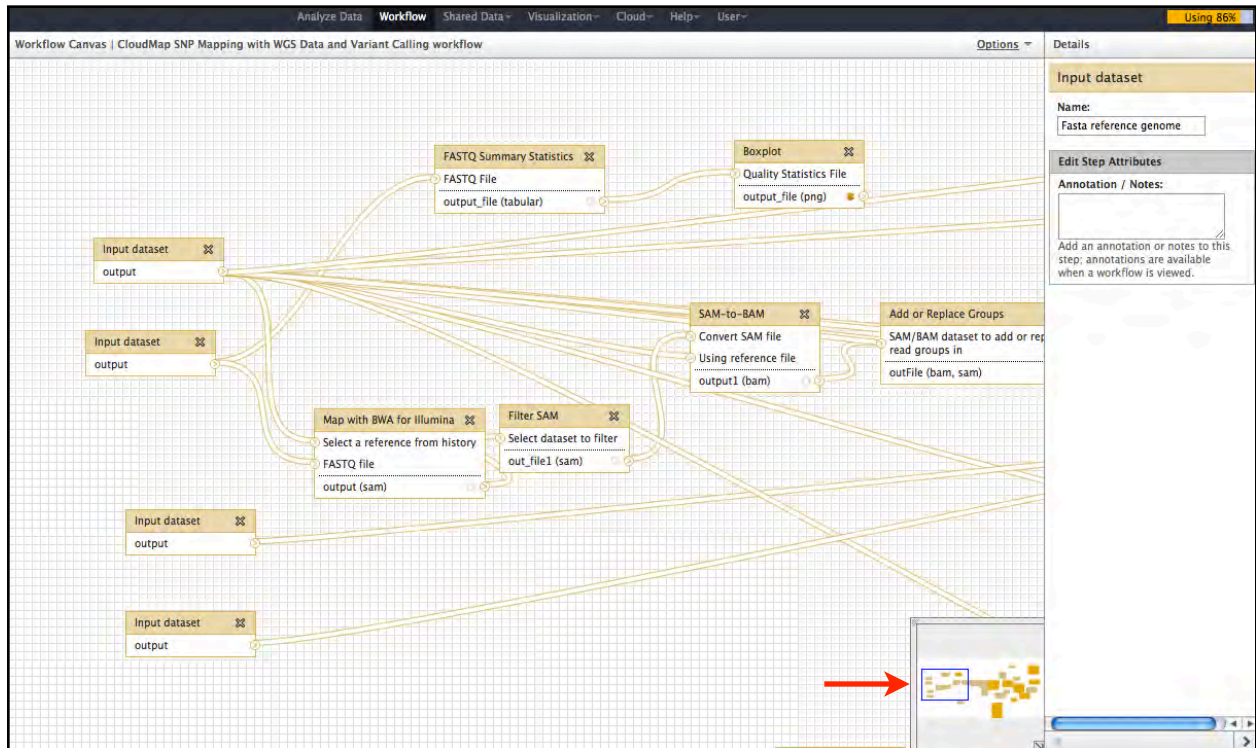 Analyze Data Workflow Shared Data Visualization Cloud Help User
Using 86%
Workflow Canvas | CloudMap SNP Mapping with WGS Data and Variant Calling workflow
Options
Details
Input dataset
Name:
Fasta reference genome
Edit Step Attributes
Annotation / Notes:
Add an annotation or notes to this
step; annotations are available
when a workflow is viewed.
FASTQ Summary Statistics
FASTQ File
output_file (tabular)
Boxplot
Quality Statistics File
output_file (png)
Input dataset
output
Input dataset
output
SAM-to-BAM
Convert SAM file
Using reference file
output1 (bam)
Add or Replace Groups
SAM/BAM dataset to add or rep
read groups in
outFile (bam, sam)
Map with BWA for Illumina
Select a reference from history
FASTQ file
output (sam)
Filter SAM
Select dataset to filter
out_file1 (sam)
Input dataset
output
Input dataset
output